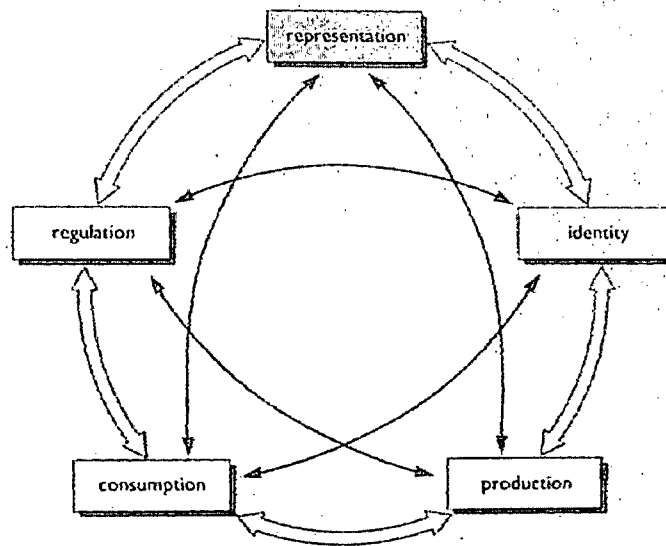 representation
regulation
identity
consumption
production